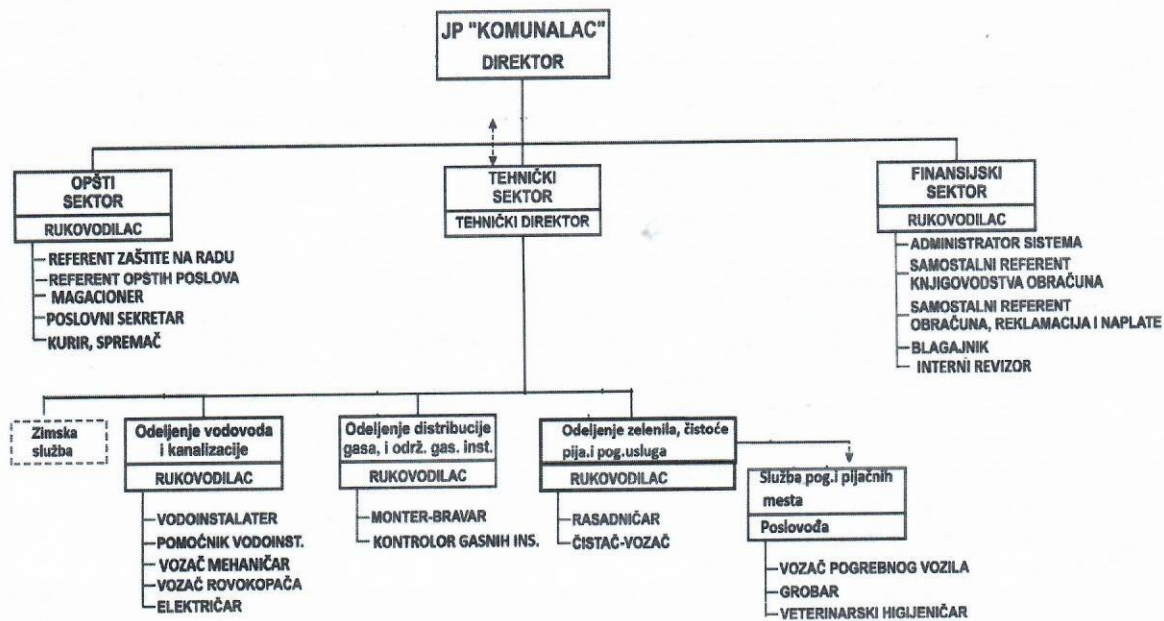 JP "KOMUNALAC"
DIREKTOR
OPŠTI
SEKTOR
RUKOVODILAC
REFERENT ZAŠTITE NA RADU
REFERENT OPŠTIH POSLOVA
MAGACIONER
POSLOVNI SEKRETAR
KURIR, SPREMAČ
TEHNIČKI
SEKTOR
TEHNIČKI DIREKTOR
FINANSIJSKI
SEKTOR
RUKOVODILAC
ADMINISTRATOR SISTEMA
SAMOSTALNI REFERENT
KNJIGOVODSTVA OBRAČUNA
SAMOSTALNI REFERENT
OBRAČUNA, REKLAMACIJA I NAPLATE
BLAGAJNIK
INTERNI REVIZOR
Zimska
služba
Odeljenje vodovoda
i kanalizacije
RUKOVODILAC
VODOINSTALATER
POMOĆNIK VODOINST.
VOZAČ MEHANIČAR
VOZAČ ROVOKOPAČA
ELEKTRIČAR
Odeljenje distribucije
gasa, i održ. gas. inst.
RUKOVODILAC
MONTER-BRAVAR
KONTROLOR GASNIH INS.
Odeljenje zelenila, čistoće
pija.i pog.usluga
RUKOVODILAC
RASADNIČAR
ČISTAČ-VOZAČ
Služba pog.i pijačnih
mesta
Poslovođa
VOZAČ POGREBNOG VOZILA
GROBAR
VETERINARSKI HIGIJENIČAR